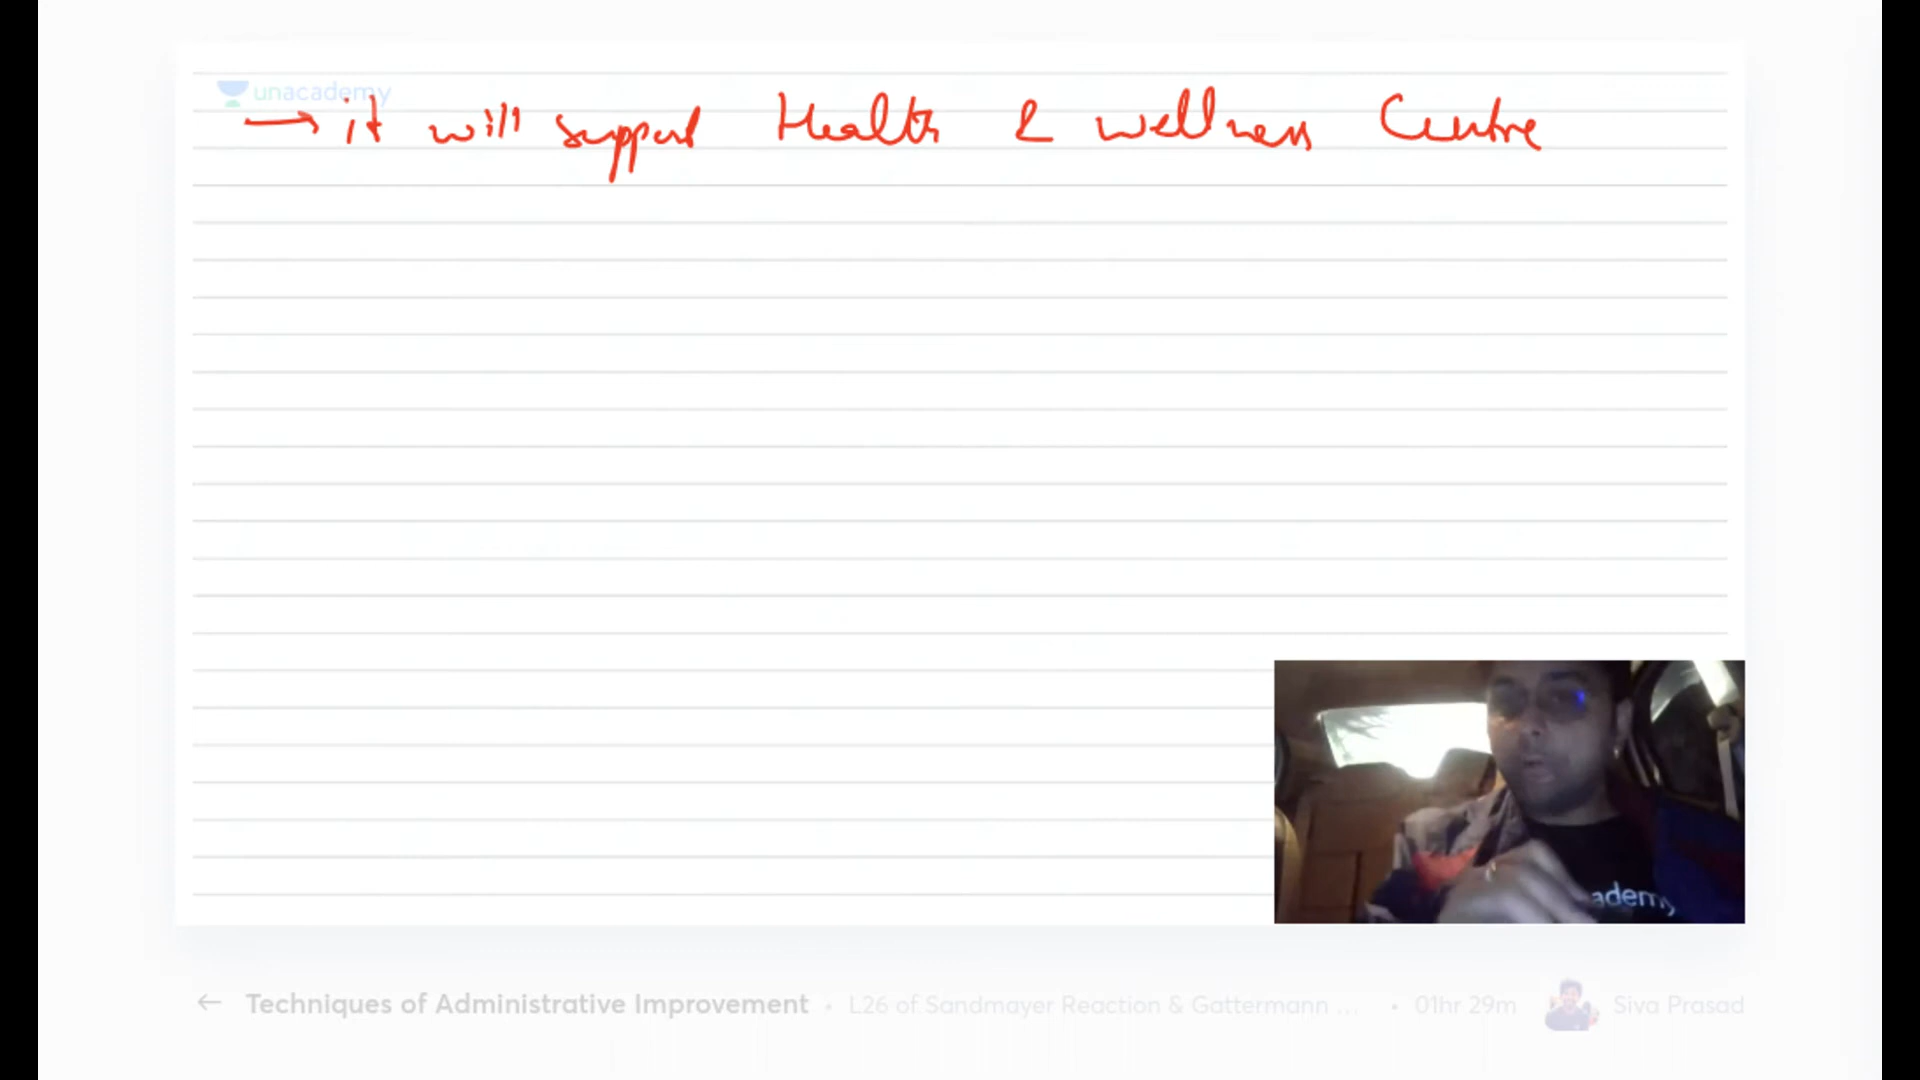 unacademy
→ it will support Health & wellness Centre
adem
← Techniques of Administrative Improvement • L26 of Sandmayer Reaction & Gattermann ... • 01hr 29m Siva Prasad